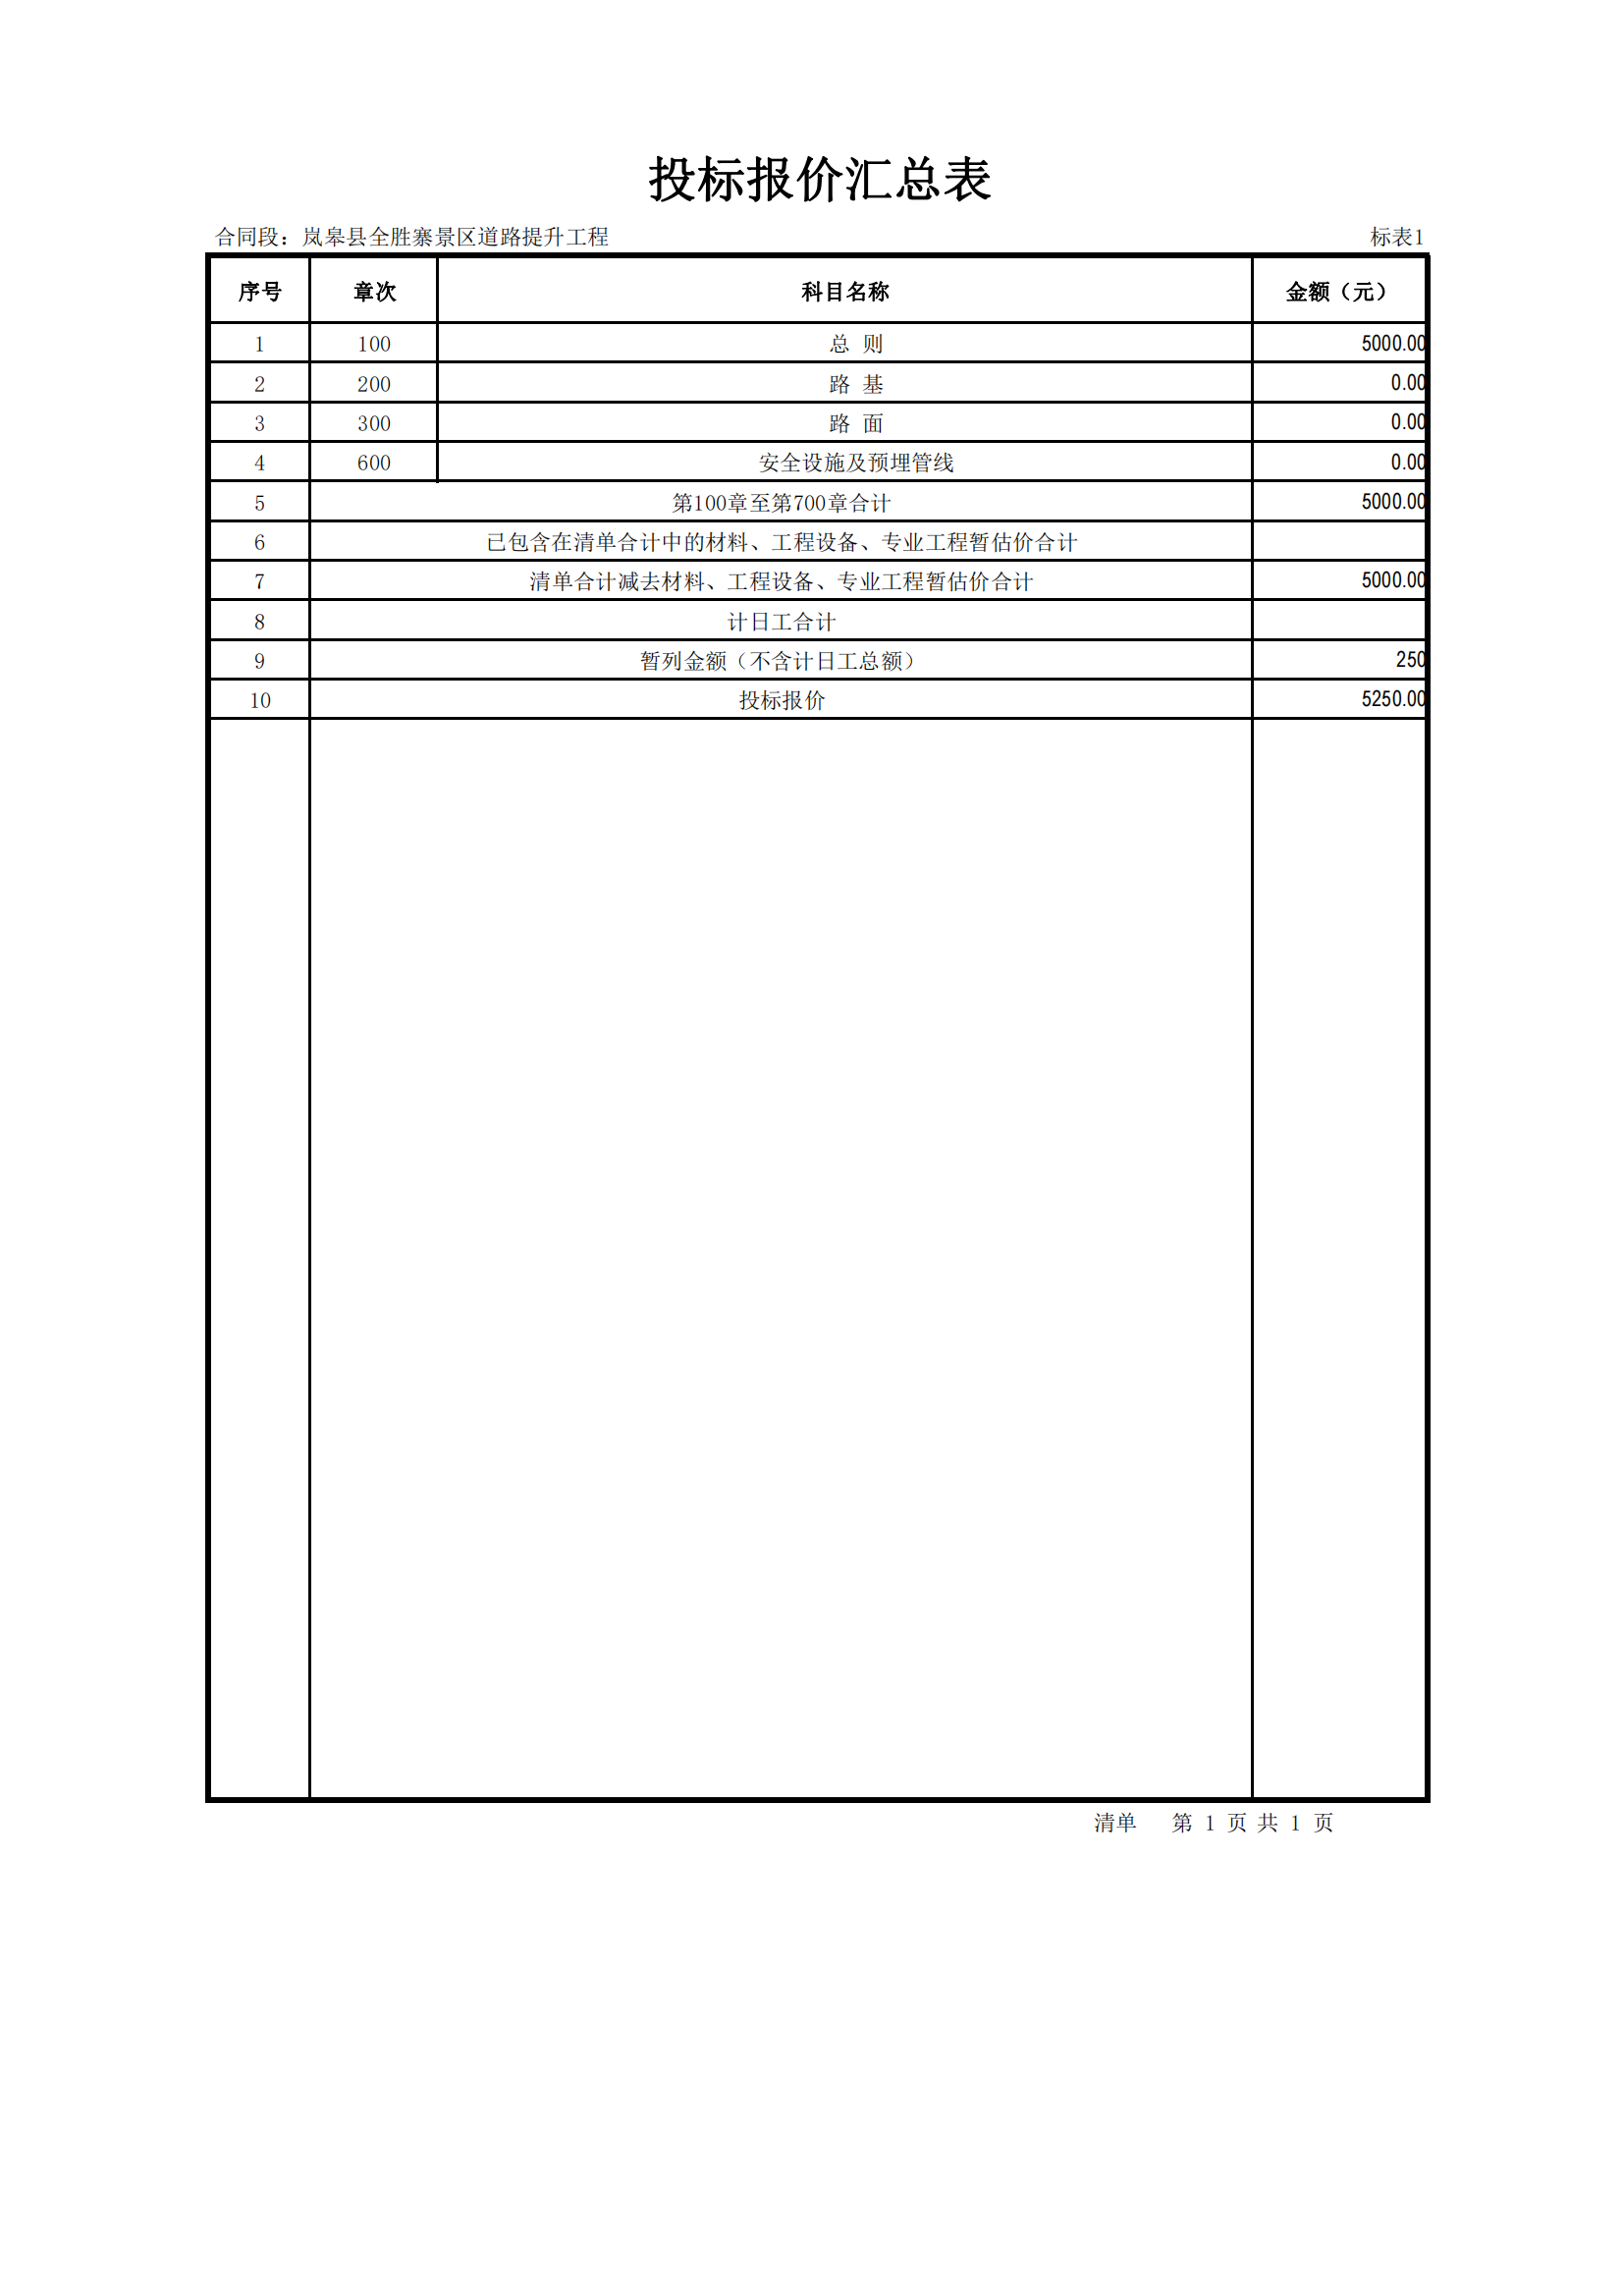 投标报价汇总表
合同段：岚皋县全胜寨景区道路提升工程 标表1
序号 章次 科目名称 金额（元）
1 100 总 则 5000.00
2 200 路 基 0.00
3 300 路 面 0.00
4 600 安全设施及预埋管线 0.00
5 第100章至第700章合计 5000.00
6 已包含在清单合计中的材料、工程设备、专业工程暂估价合计
7 清单合计减去材料、工程设备、专业工程暂估价合计 5000.00
8 计日工合计
9 暂列金额（不含计日工总额） 250
10 投标报价 5250.00
清单 第 1 页 共 1 页